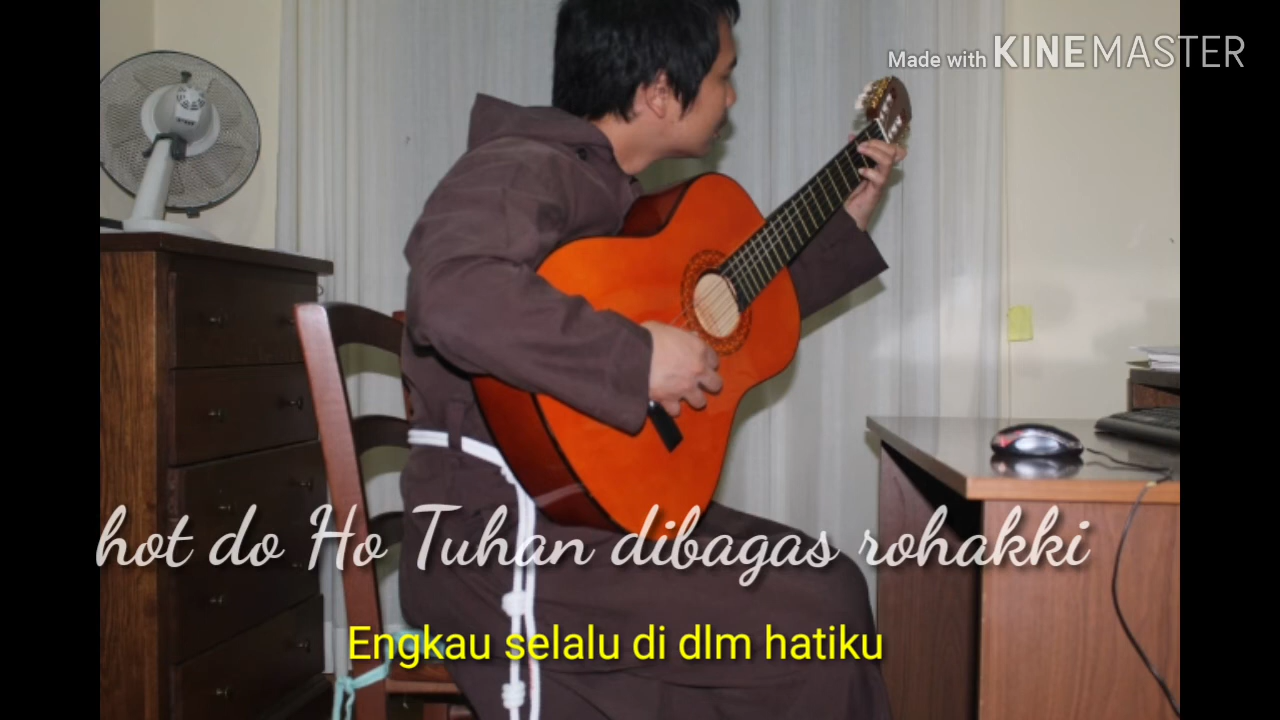 Made with KINEMASTER
hot do Ho Tuhan dibagas rohakki
Engkau selalu di dlm hatiku